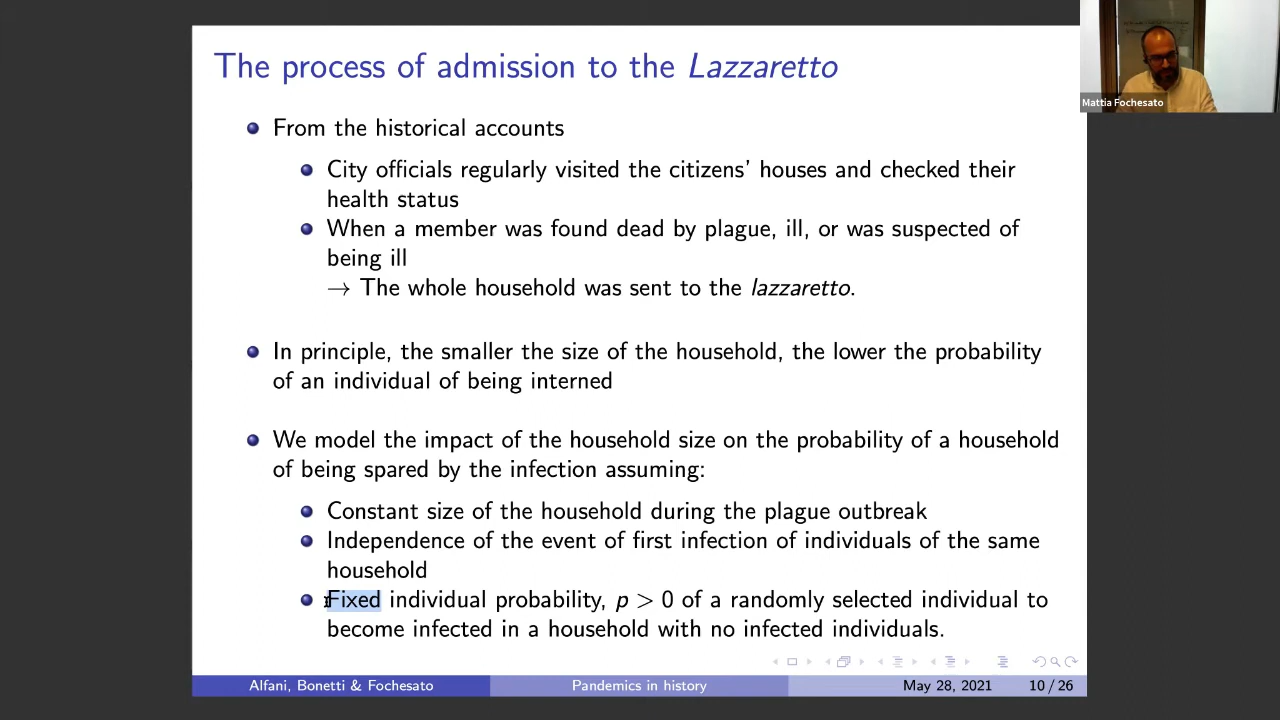 The process of admission to the Lazzaretto
Mattia Fochesato
From the historical accounts
City officials regularly visited the citizens' houses and checked their
health status
When a member was found dead by plague, ill, or was suspected of
being ill
→ The whole household was sent to the lazzaretto.
In principle, the smaller the size of the household, the lower the probability
of an individual of being interned
We model the impact of the household size on the probability of a household
of being spared by the infection assuming:
Constant size of the household during the plague outbreak
Independence of the event of first infection of individuals of the same
household
Fixed individual probability, p > 0 of a randomly selected individual to
become infected in a household with no infected individuals.
Alfani, Bonetti & Fochesato Pandemics in history May 28, 2021 10 / 26